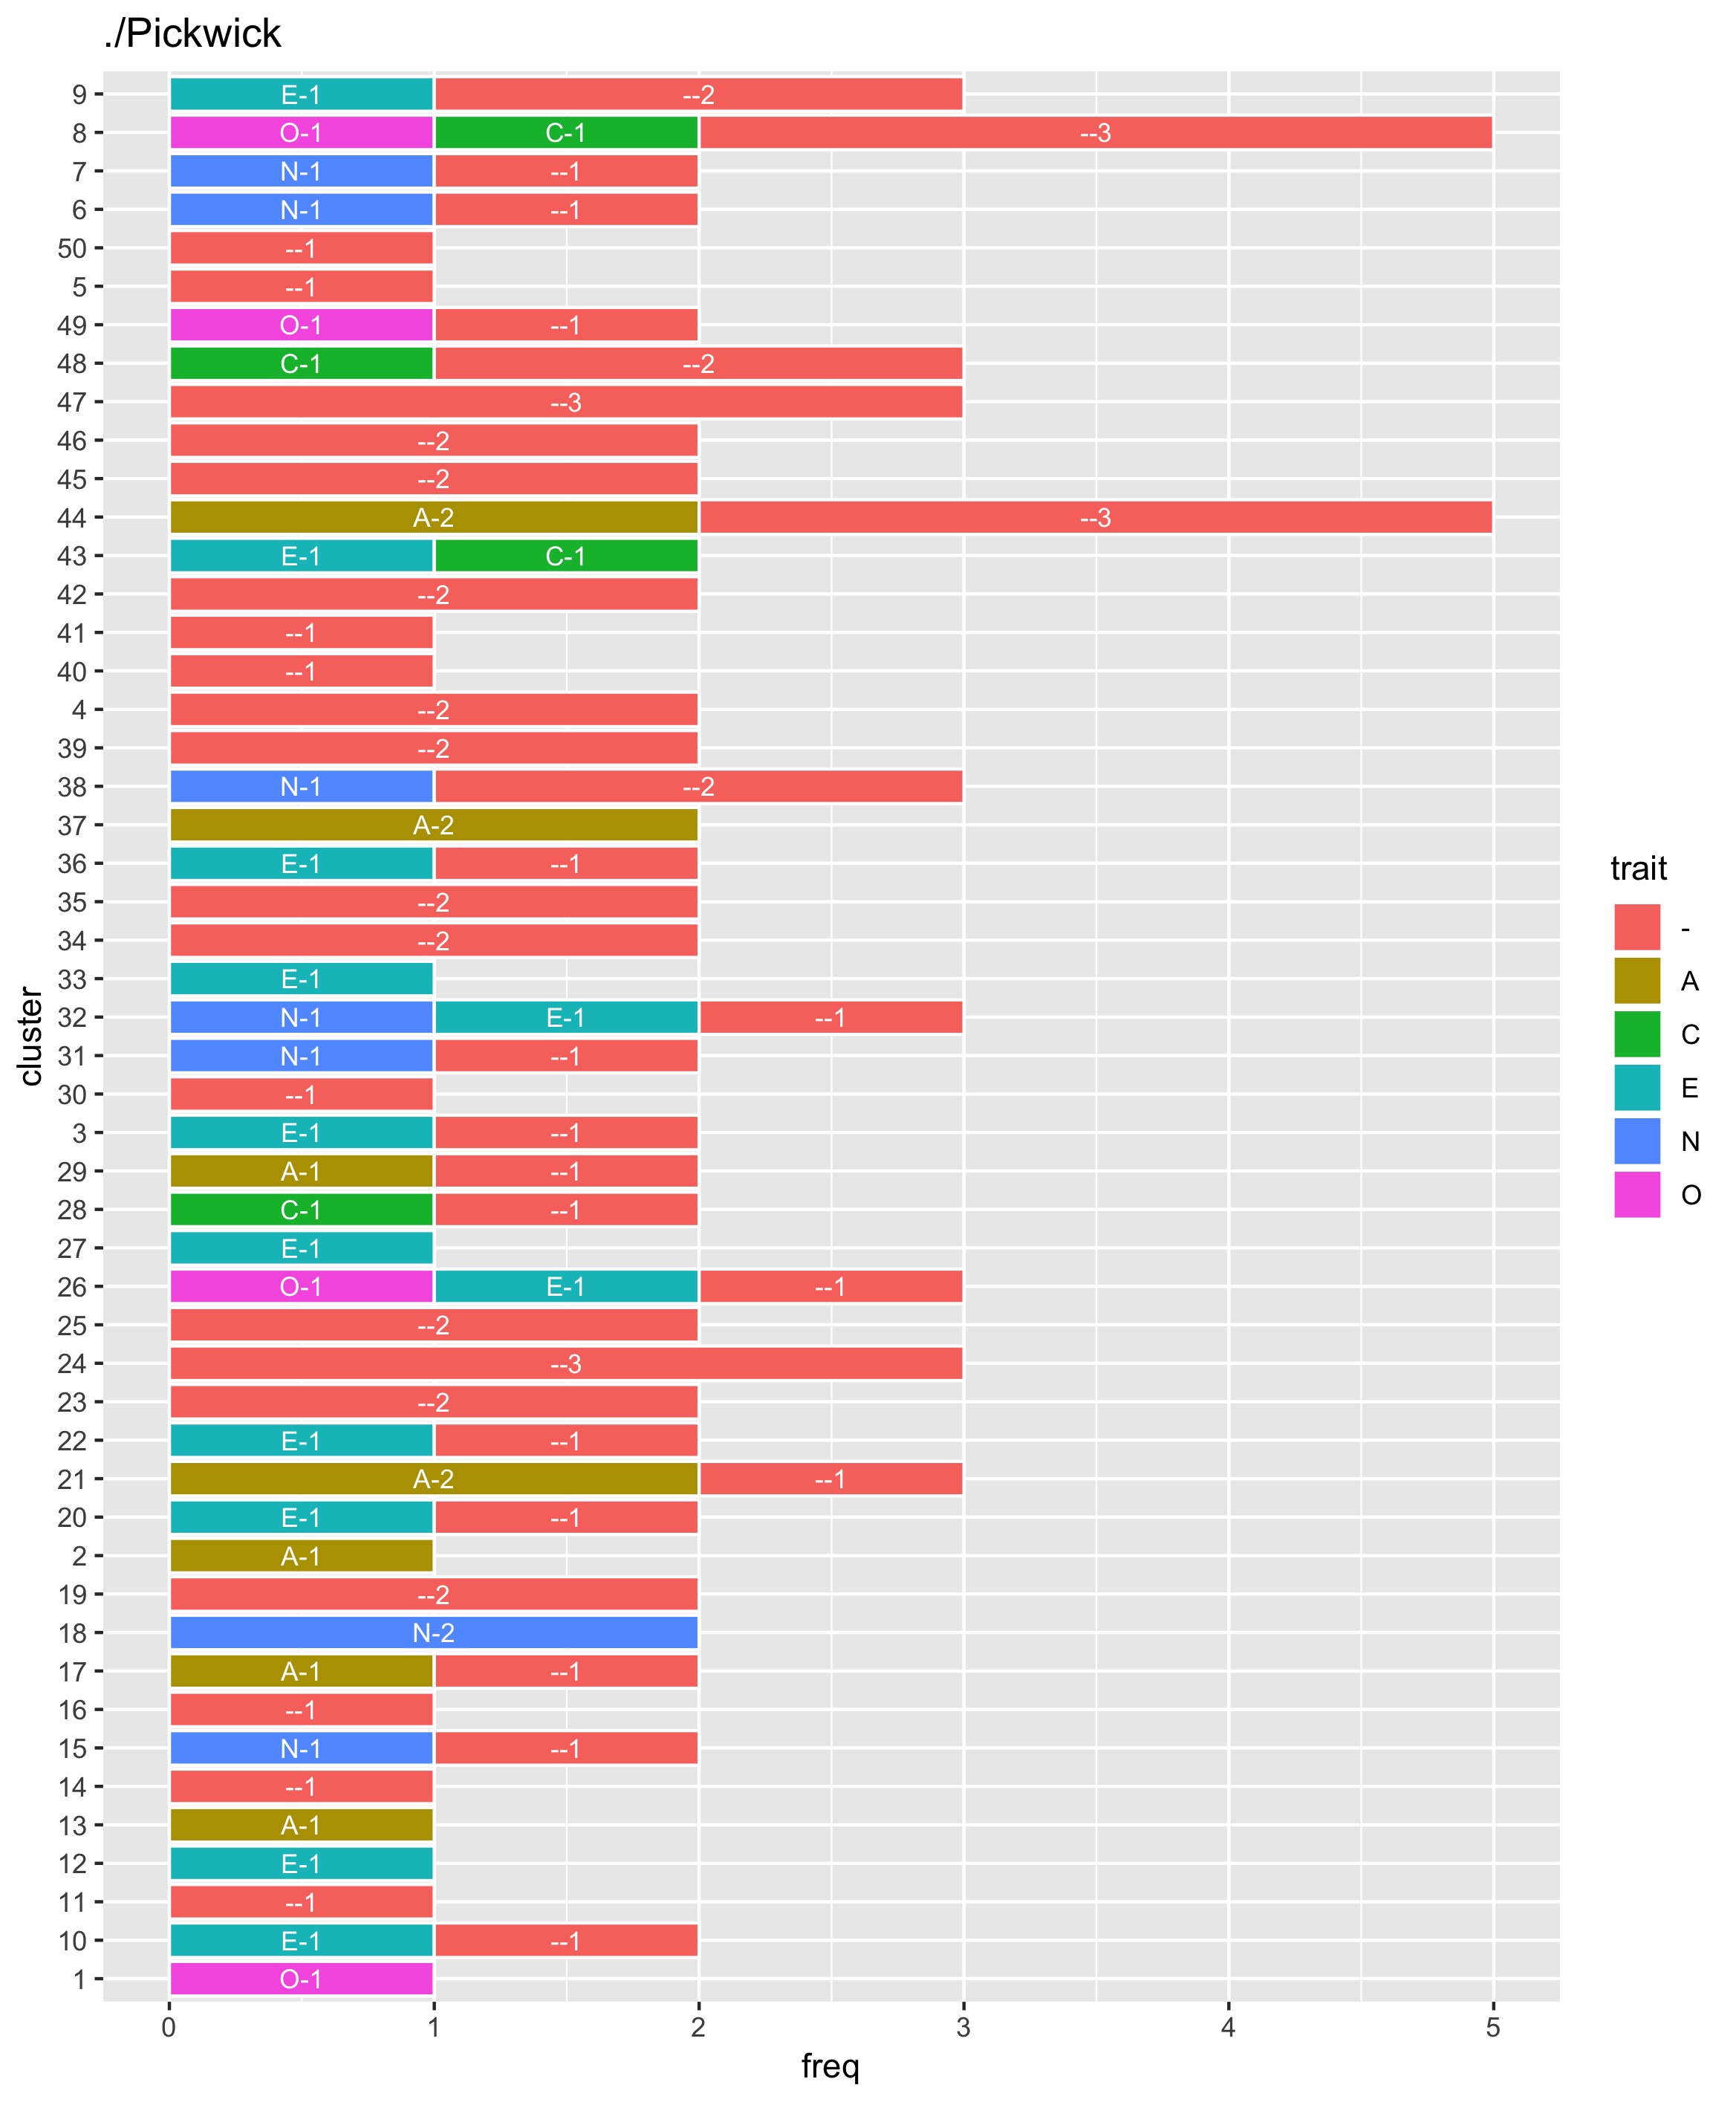 ./Pickwick
9 E-1 --2
8 O-1 C-1 --3
7 N-1 --1
6 N-1 --1
50 --1
5 --1
49 O-1 --1
48 C-1 --2
47 --3
46 --2
45 --2
44 A-2 --3
43 E-1 C-1
42 --2
41 --1
40 --1
4 --2
39 --2
38 N-1 --2
37 A-2
36 E-1 --1
35 --2
34 --2
33 E-1
32 N-1 E-1 --1
31 N-1 --1
30 --1
3 E-1 --1
29 A-1 --1
28 C-1 --1
27 E-1
26 O-1 E-1 --1
25 --2
24 --3
23 --2
22 E-1 --1
21 A-2 --1
20 E-1 --1
2 A-1
19 --2
18 N-2
17 A-1 --1
16 --1
15 N-1 --1
14 --1
13 A-1
12 E-1
11 --1
10 E-1 --1
1 O-1
0 1 2 3 4 5
freq
cluster
trait
-
A
C
E
N
O